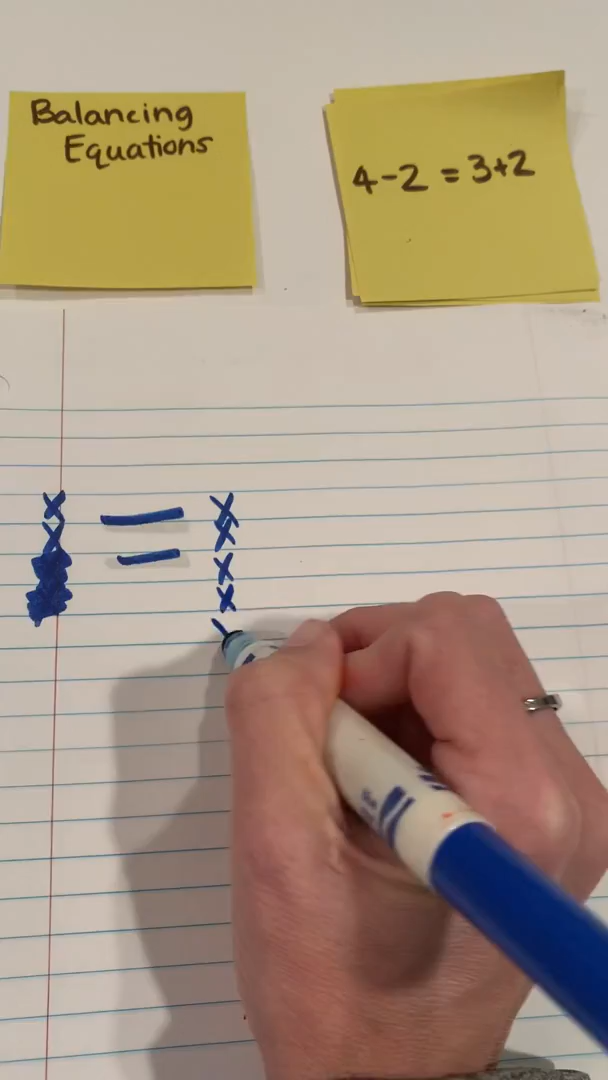 Balancing
Equations
4-2 = 3+2
X = X
X X
X
X